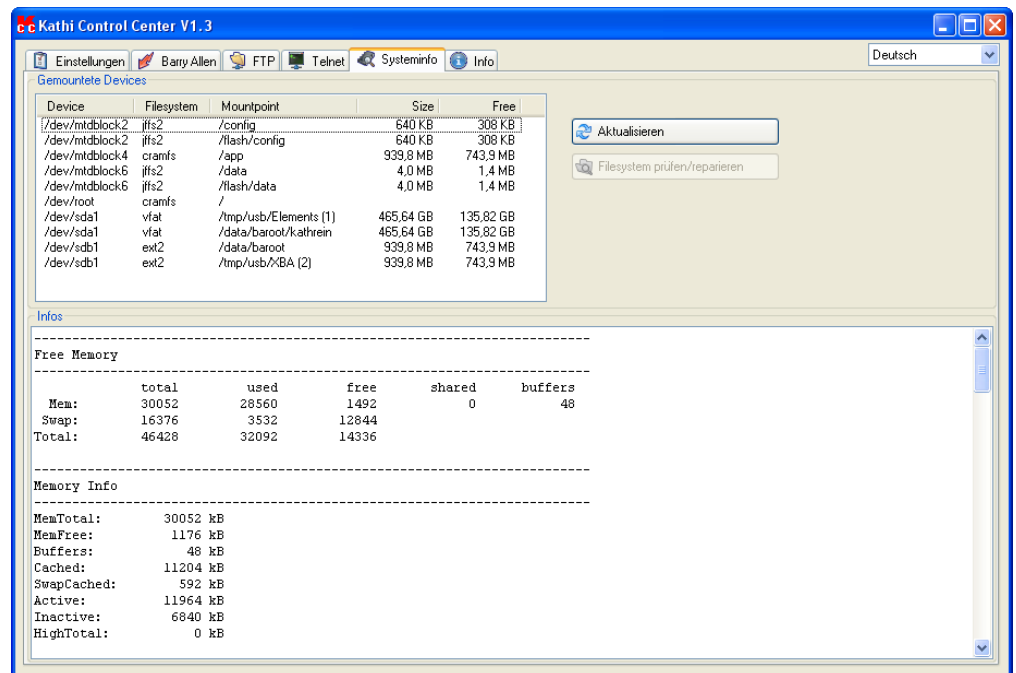 Kathi Control Center V1.3
Einstellungen Barry Allen FTP Telnet Systeminfo Info Deutsch
Gemountete Devices
Device Filesystem Mountpoint Size Free
/dev/mtdblock2 jffs2 /config 640 KB 308 KB
/dev/mtdblock2 jffs2 /flash/config 640 KB 308 KB
/dev/mtdblock4 cramfs /app 939,8 MB 743,9 MB
/dev/mtdblock6 jffs2 /data 4,0 MB 1,4 MB
/dev/mtdblock6 jffs2 /flash/data 4,0 MB 1,4 MB
/dev/root cramfs /
/dev/sda1 vfat /tmp/usb/Elements (1) 465,64 GB 135,82 GB
/dev/sda1 vfat /data/baroot/kathrein 465,64 GB 135,82 GB
/dev/sdb1 ext2 /data/baroot 939,8 MB 743,9 MB
/dev/sdb1 ext2 /tmp/usb/XBA (2) 939,8 MB 743,9 MB
Aktualisieren
Filesystem prüfen/reparieren
Infos
--------------------------------------------------------------------
Free Memory
--------------------------------------------------------------------
total used free shared buffers
Mem: 30052 28560 1492 0 48
Swap: 16376 3532 12844
Total: 46428 32092 14336
--------------------------------------------------------------------
Memory Info
--------------------------------------------------------------------
MemTotal: 30052 kB
MemFree: 1176 kB
Buffers: 48 kB
Cached: 11204 kB
SwapCached: 592 kB
Active: 11964 kB
Inactive: 6840 kB
HighTotal: 0 kB